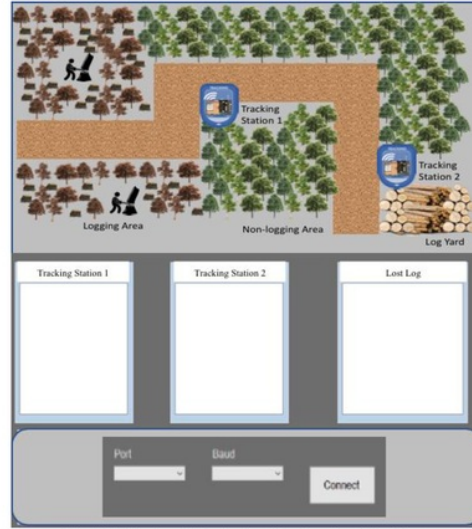 Tracking
Station 1
Tracking
Station 2
Logging Area
Non-logging Area
Log Yard
Tracking Station 1
Tracking Station 2
Lost Log
Port
Baud
Connect